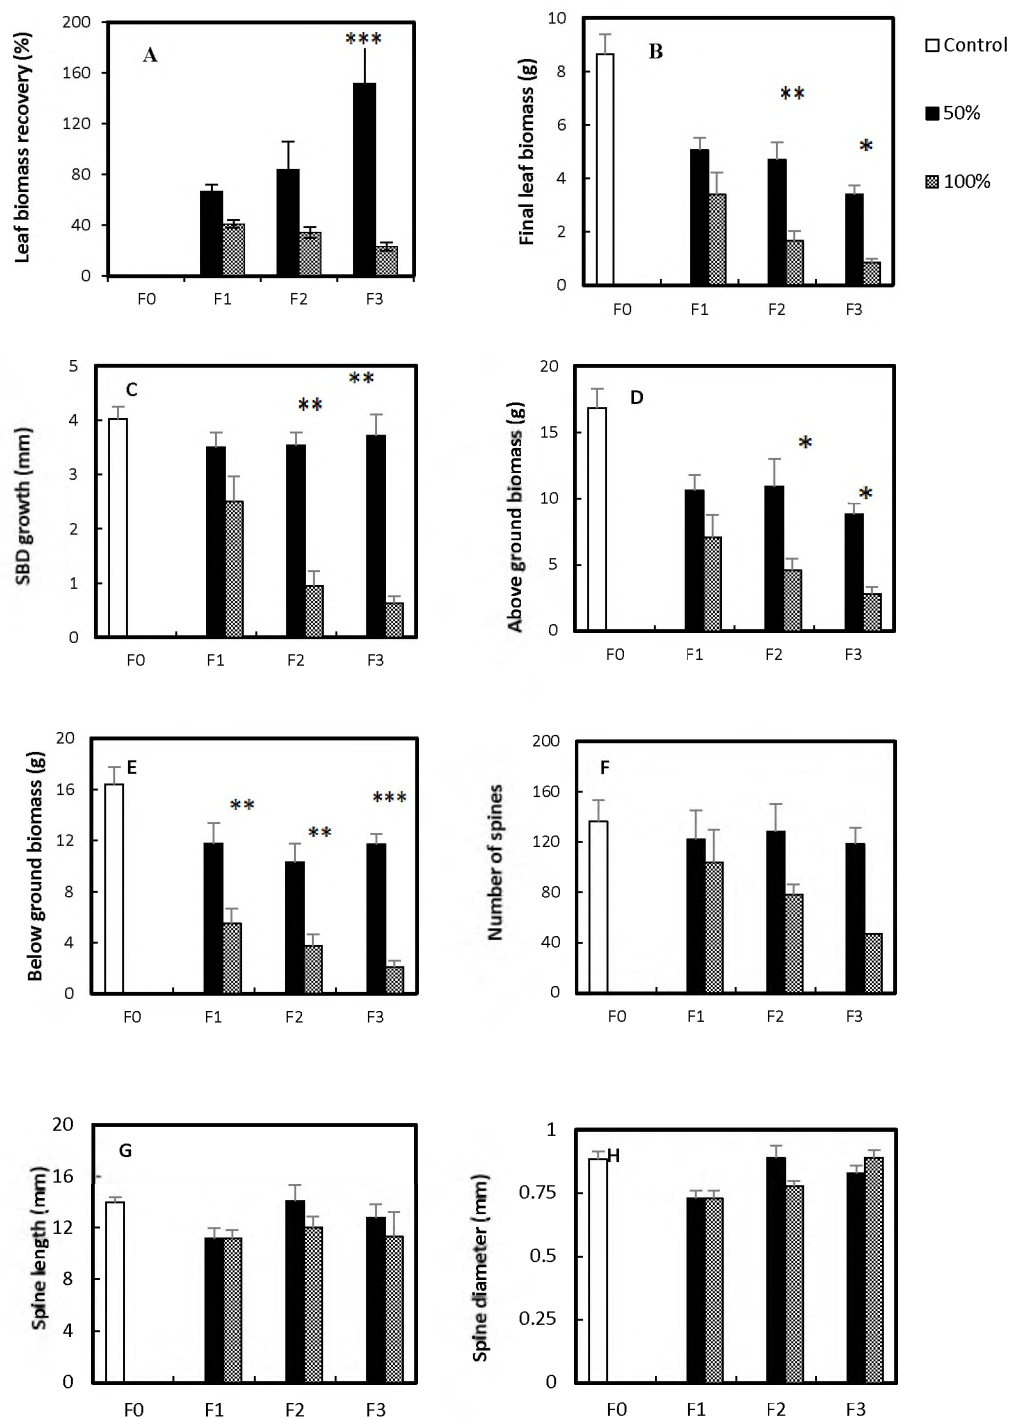 Leaf biomass recovery (%)
200
160
120
80
40
0
A
***
F0 F1 F2 F3
Final leaf biomass (g)
10
8
6
4
2
0
B
**
*
F0 F1 F2 F3
Control
50%
100%
SBD growth (mm)
5
4
3
2
1
0
C
**
**
F0 F1 F2 F3
Above ground biomass (g)
20
15
10
5
0
D
*
*
F0 F1 F2 F3
Below ground biomass (g)
20
16
12
8
4
0
E
**
**
***
F0 F1 F2 F3
Number of spines
200
160
120
80
40
0
F
F0 F1 F2 F3
Spine length (mm)
20
16
12
8
4
0
G
F0 F1 F2 F3
Spine diameter (mm)
1
0.75
0.5
0.25
0
H
F0 F1 F2 F3